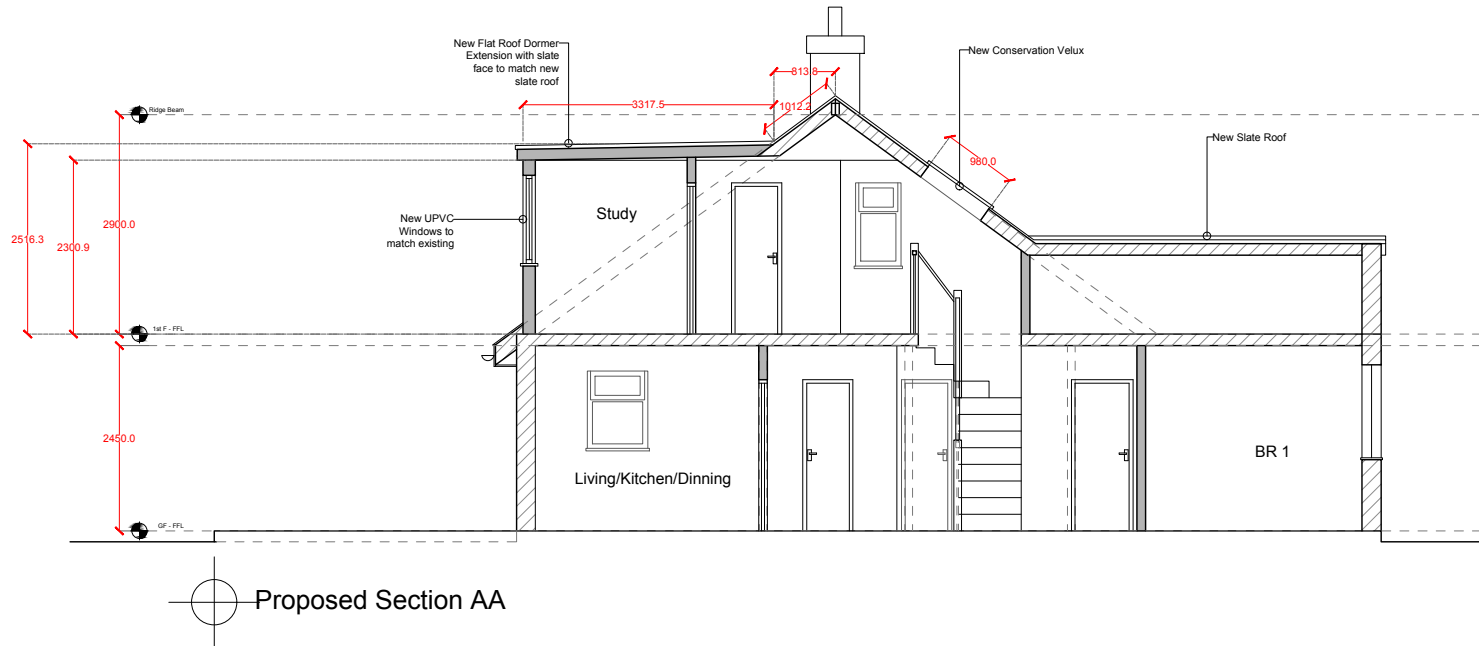 New Flat Roof Dormer
Extension with slate
face to match new
slate roof
New Conservation Velux
813.8
3317.5
1012.2
Ridge Beam
New Slate Roof
980.0
Study
New UPVC
Windows to
match existing
2900.0
2516.3
2300.9
1st F - FFL
2450.0
BR 1
Living/Kitchen/Dinning
GF - FFL
Proposed Section AA